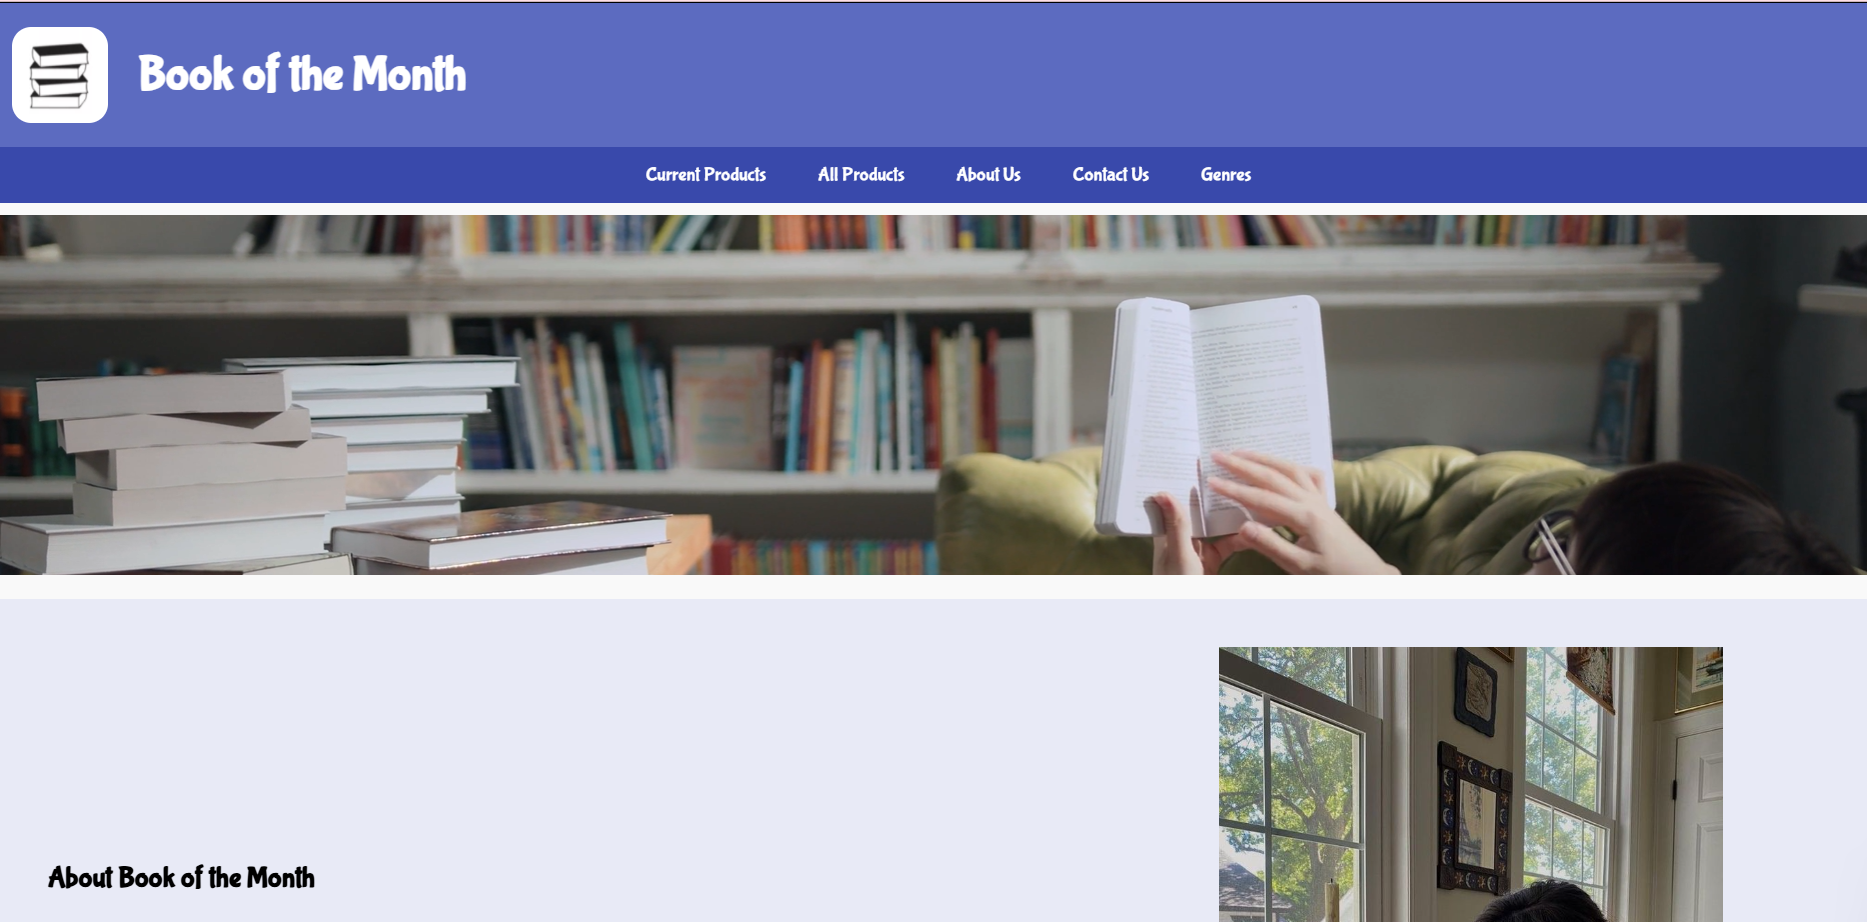 Book of the Month
Current Products All Products About Us Contact Us Genres
About Book of the Month